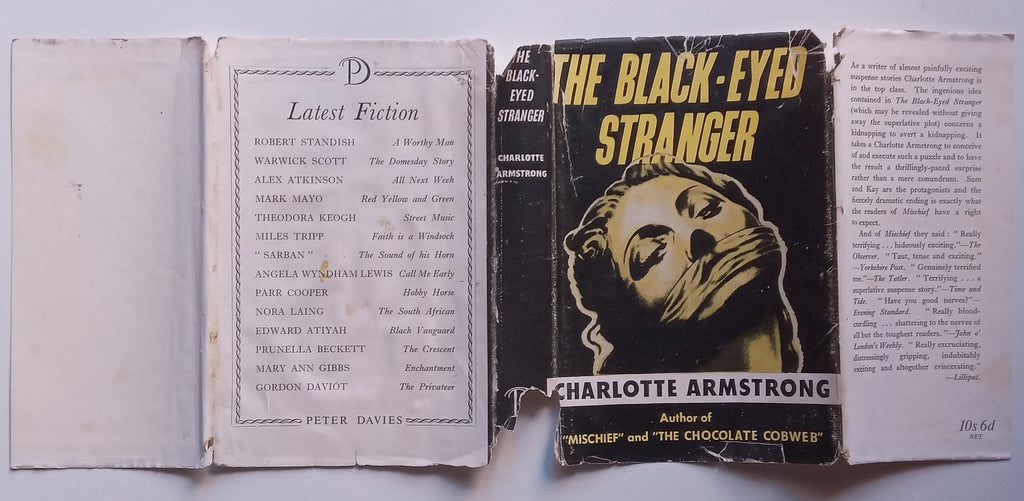 PD
Latest Fiction
ROBERT STANDISH A Worthy Man
WARWICK SCOTT The Domesday Story
ALEX ATKINSON All Next Week
MARK MAYO Red Yellow and Green
THEODORA KEOGH Street Music
MILES TRIPP Faith is a Windsock
"SARBAN" The Sound of his Horn
ANGELA WYNDHAM LEWIS Call Me Early
PARR COOPER Hobby Horse
NORA LAING The South African
EDWARD ATIYAH Black Vanguard
PRUNELLA BECKETT The Crescent
MARY ANN GIBBS Enchantment
GORDON DAVIOT The Privateer
PETER DAVIES
THE
BLACK-
EYED
STRANGER
CHARLOTTE
ARMSTRONG
THE BLACK-EYED
STRANGER
CHARLOTTE ARMSTRONG
Author of
"MISCHIEF" and "THE CHOCOLATE COBWEB"
As a writer of almost painfully exciting
suspense stories Charlotte Armstrong is
in the top class. The ingenious idea
contained in The Black-Eyed Stranger
(which may be revealed without giving
away the superlative plot) concerns a
kidnapping to avert a kidnapping. It
takes a Charlotte Armstrong to conceive
of and execute such a puzzle and to have
the result a thrillingly-paced surprise
rather than a mere conundrum. Sam
and Kay are the protagonists and the
fiercely dramatic ending is exactly what
the readers of Mischief have a right
to expect.
And of Mischief they said: "Really
terrifying . . . hideously exciting."—The
Observer. "Taut, tense and exciting."
—Yorkshire Post. "Genuinely terrified
me."—The Tatler. "Terrifying . . . a
superlative suspense story."—Time and
Tide. "Have you good nerves?"—
Evening Standard. "Really blood-
curdling . . . shattering to the nerves of
all but the toughest readers."—John o'
London's Weekly. "Really excruciating,
distressingly gripping, indubitably
exciting and altogether eviscerating."
—Lilliput.
10s 6d
NET